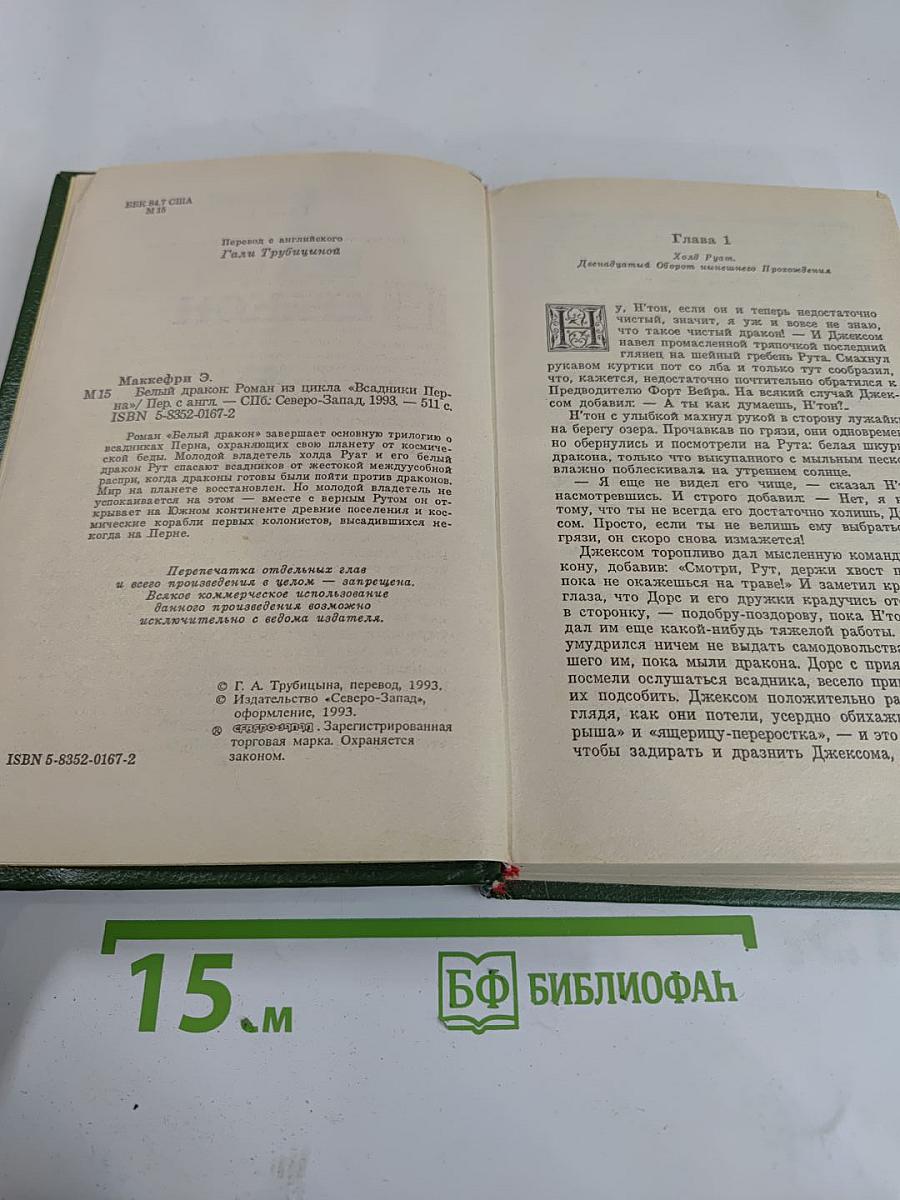 ББК 84.7 США
М 15
Перевод с английского
Гали Трубицыной
Маккефри Э.
М 15 Белый дракон: Роман из цикла «Всадники Пер-
на»/ Пер. с англ. — СПб.: Северо-Запад, 1993. — 511 с.
ISBN 5-8352-0167-2
Роман «Белый дракон» завершает основную трилогию о
всадниках Перна, охраняющих свою планету от космиче-
ской беды. Молодой владетель холда Руат и его белый
дракон Рут спасают всадников от жестокой междуусобной
распри, когда драконы готовы были пойти против драконов.
Мир на планете восстановлен. Но молодой владетель не
успокаивается на этом — вместе с верным Рутом он от-
крывает на Южном континенте древние поселения и кос-
мические корабли первых колонистов, высадившихся не-
когда на Перне.
Перепечатка отдельных глав
и всего произведения в целом — запрещена.
Всякое коммерческое использование
данного произведения возможно
исключительно с ведома издателя.
© Г. А. Трубицына, перевод, 1993.
© Издательство «Северо-Запад»,
оформление, 1993.
® СЕВЕРО-ЗАПАД. Зарегистрированная
торговая марка. Охраняется
законом.
ISBN 5-8352-0167-2
Глава 1
Холд Руат.
Двенадцатый Оборот нынешнего Прохождения
Ну, Н'тон, если он и теперь недостаточно
чистый, значит, я уж и вовсе не знаю,
что такое чистый дракон! — И Джексом
навел промасленной тряпочкой последний
глянец на шейный гребень Рута. Смахнул
рукавом куртки пот со лба и только тут сообразил,
что, кажется, недостаточно почтительно обратился к
Предводителю Форт Вейра. На всякий случай Джек-
сом добавил: — А ты как думаешь, Н'тон?..
Н'тон с улыбкой махнул рукой в сторону лужайки
на берегу озера. Прочавкав по грязи, они одновремен
но обернулись и посмотрели на Рута: белая шкур
дракона, только что выкупанного с мыльным песк
влажно поблескивала на утреннем солнце.
— Я еще не видел его чище, — сказал Н'т
насмотревшись. И строго добавил: — Нет, я н
тому, что ты не всегда его достаточно холишь, Дж
сом. Просто, если ты не велишь ему выбратьс
грязи, он скоро снова измажется!
Джексом торопливо дал мысленную команд
кону, добавив: «Смотри, Рут, держи хвост п
пока не окажешься на траве!» И заметил кр
глаза, что Дорс и его дружки крадучись от
в сторонку, — подобру-поздорову, пока Н'то
дал им еще какой-нибудь тяжелой работы.
умудрился ничем не выдать самодовольства
шего им, пока мыли дракона. Дорс с прия
посмели ослушаться всадника, весело при
их подсобить. Джексом положительно ра
глядя, как они потели, усердно обихажи
рыша» и «ящерицу-переростка», — и это
чтобы задирать и дразнить Джексома,
15 см
БФ БИБЛИОФАН